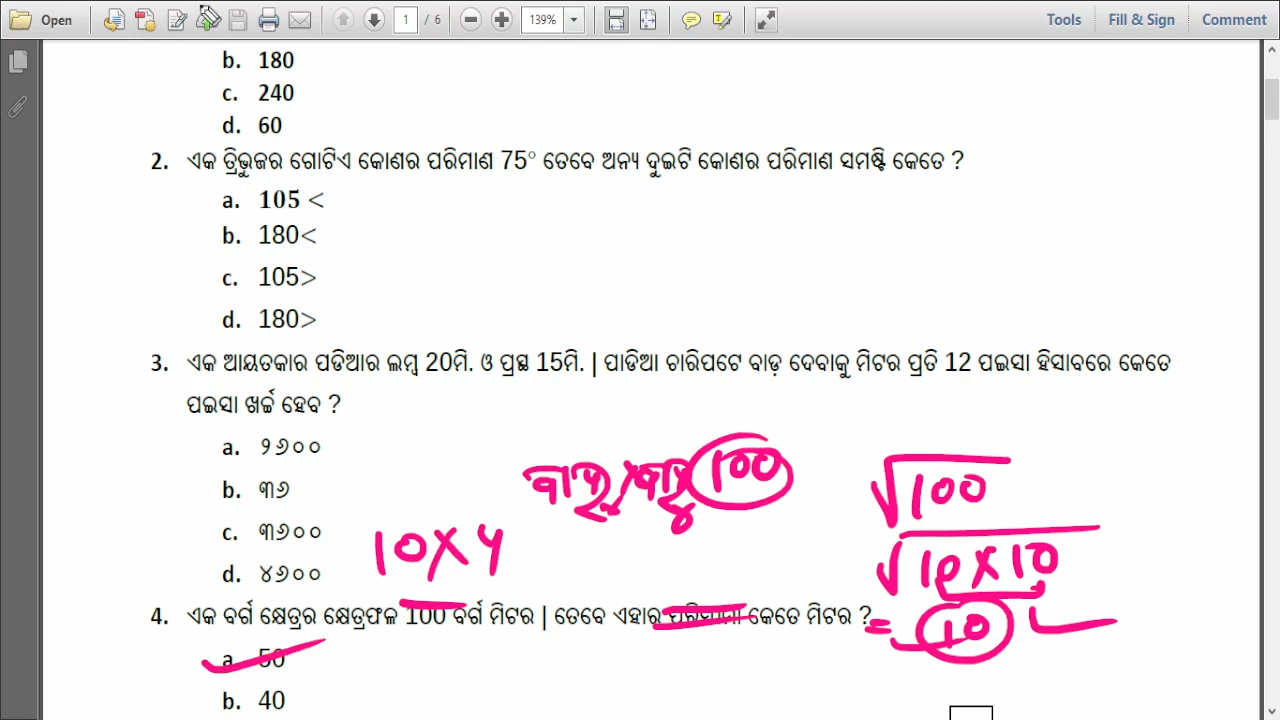 Open 1 / 6 139% Tools Fill & Sign Comment
b. 180
c. 240
d. 60
2. ଏକ ତ୍ରିଭୁଜର ଗୋଟିଏ କୋଣର ପରିମାଣ 75° ତେବେ ଅନ୍ୟ ଦୁଇଟି କୋଣର ପରିମାଣ ସମଷ୍ଟି କେତେ ?
a. 105 <
b. 180<
c. 105>
d. 180>
3. ଏକ ଆୟତକାର ପଡିଆର ଲମ୍ବ 20ମି. ଓ ପ୍ରସ୍ଥ 15ମି. | ପାଡିଆ ଚାରିପଟେ ବାଡ଼ ଦେବାକୁ ମିଟର ପ୍ରତି 12 ପଇସା ହିସାବରେ କେତେ
ପଇସା ଖର୍ଚ୍ଚ ହେବ ?
a. ୨୬୦୦
b. ୩୬
c. ୩୬୦୦
d. ୪୬୦୦
ବାହୁ×ବାହୁ 100
√100
10×4
√10×10
4. ଏକ ବର୍ଗ କ୍ଷେତ୍ରର କ୍ଷେତ୍ରଫଳ 100 ବର୍ଗ ମିଟର | ତେବେ ଏହାର ପରିସୀମା କେତେ ମିଟର ?
= 10
a. 50
b. 40